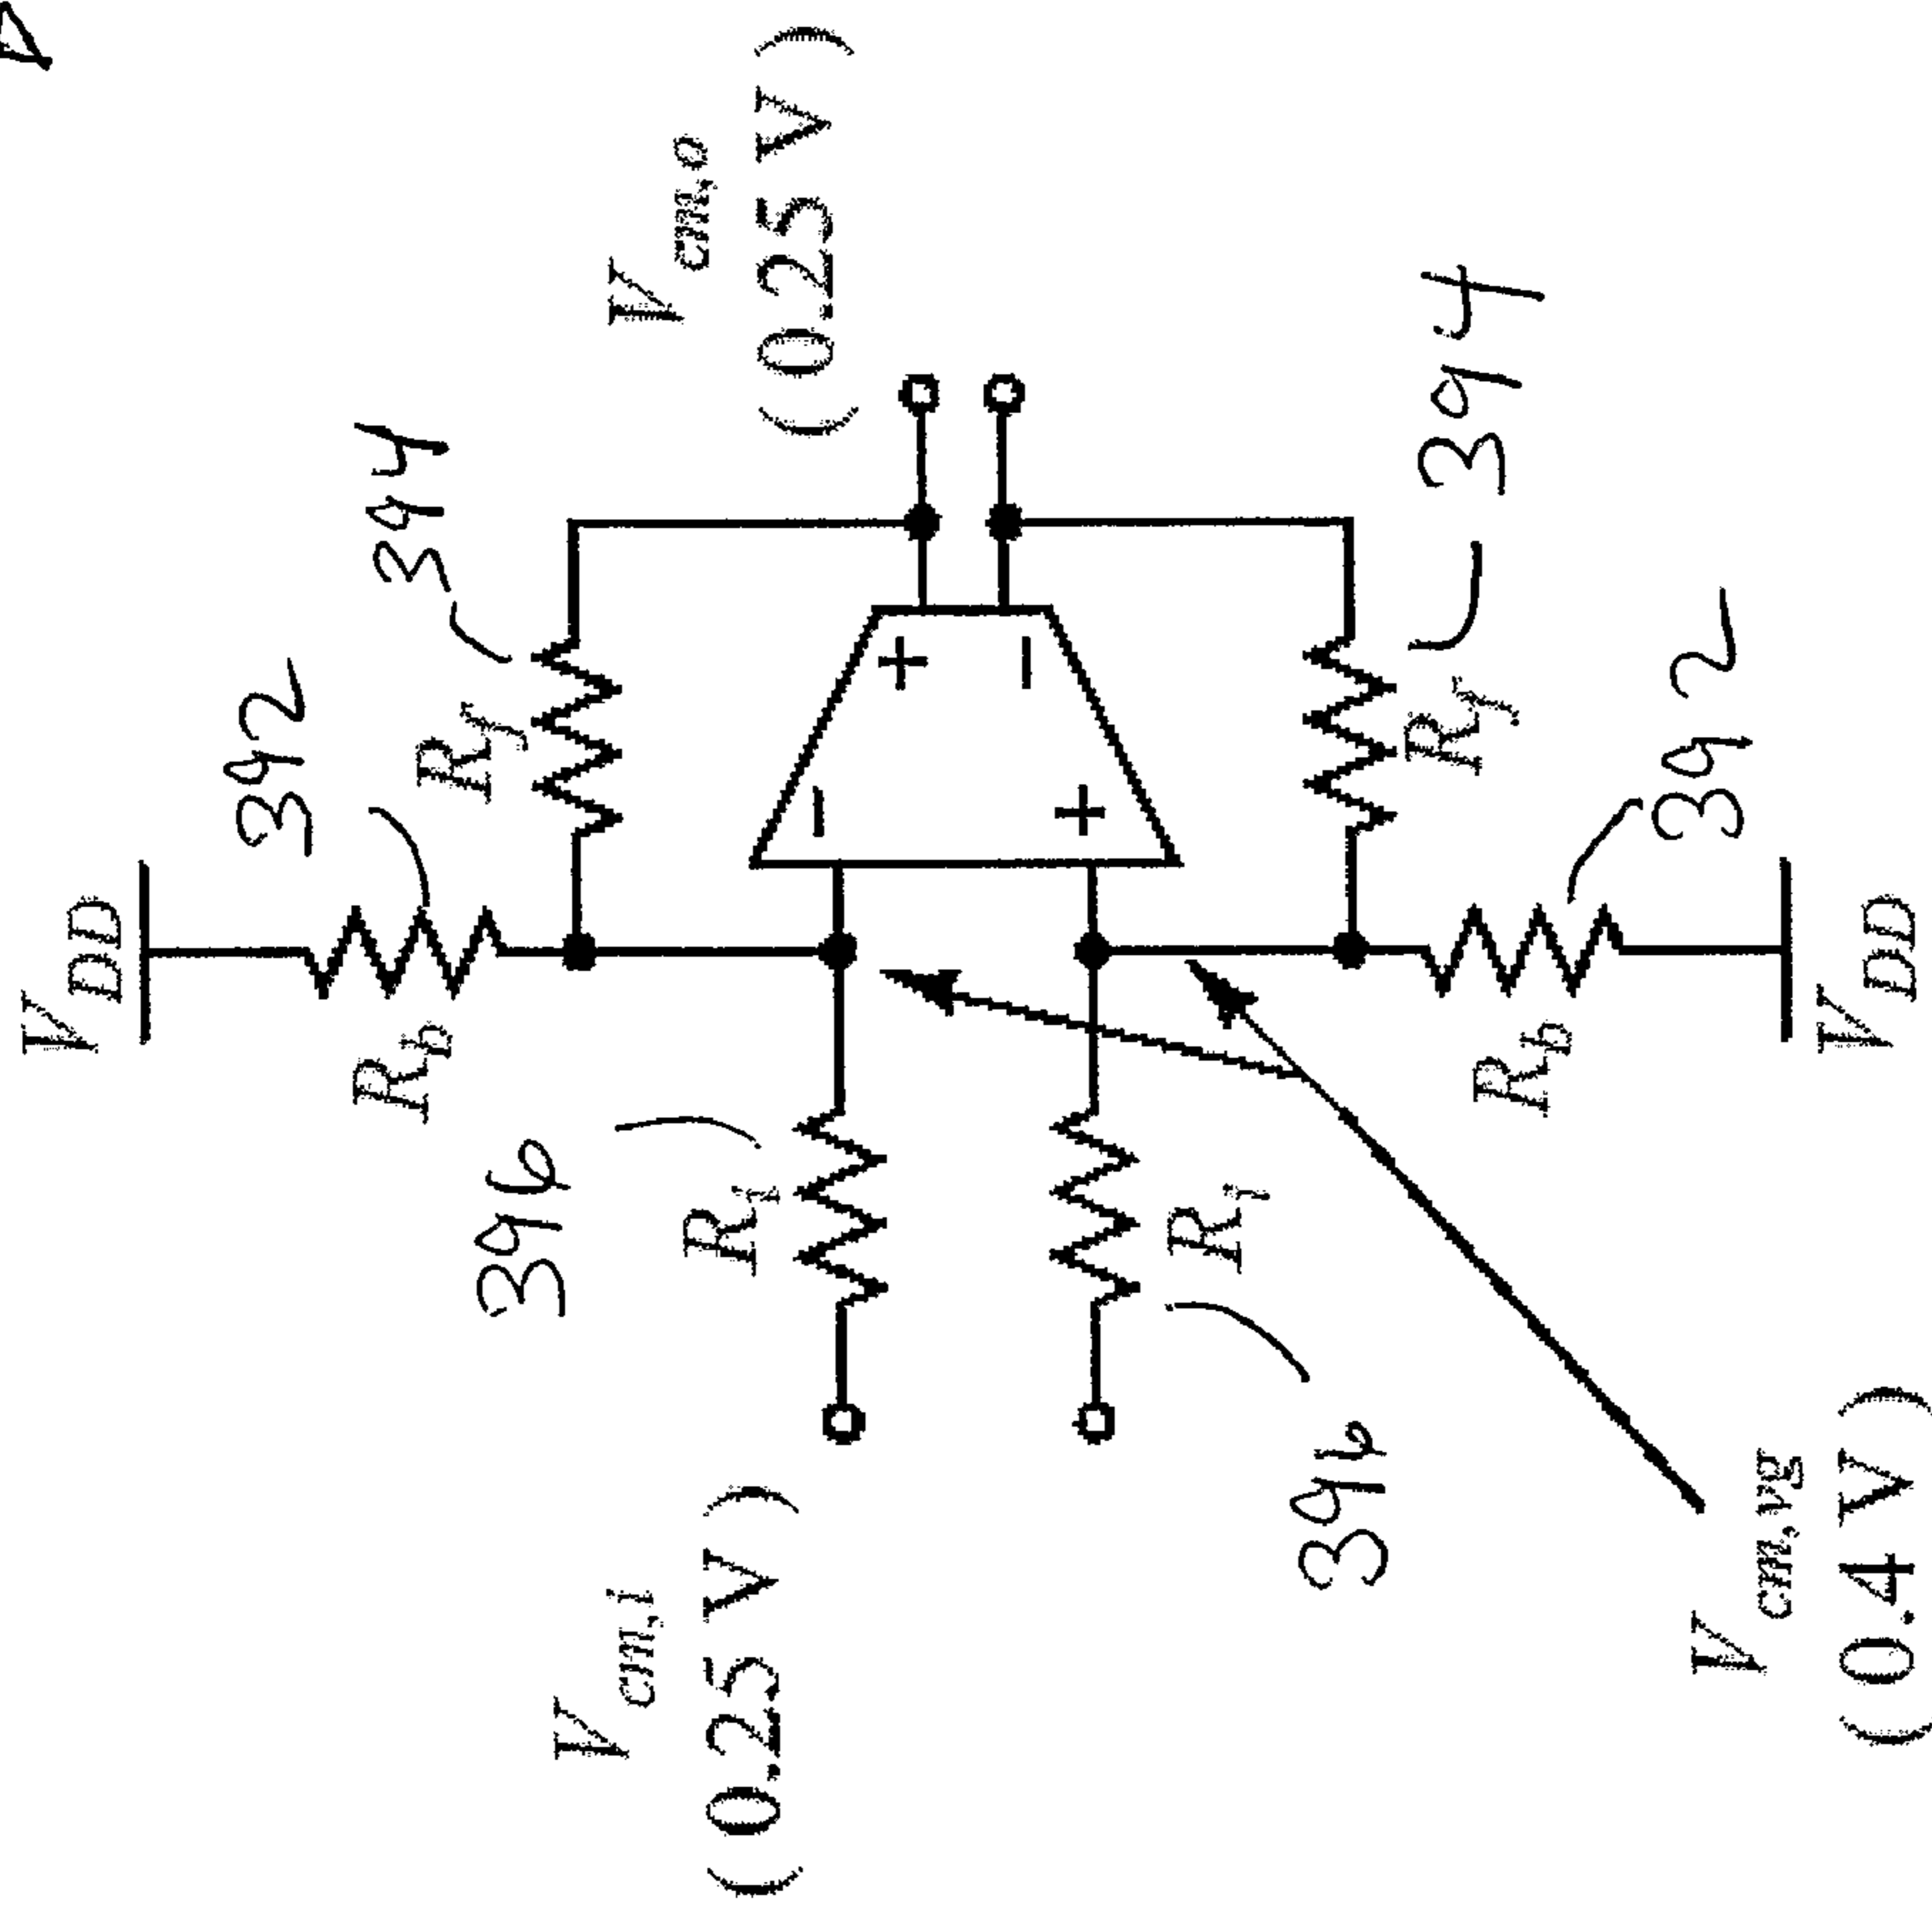 V_DD
392
394
R_b
R_f
396
R_i
V_cm,i
( 0.25 V )
V_cm,o
( 0.25 V )
− +
+ −
R_i
396
R_f
394
R_b
392
V_DD
V_cm,vg
( 0.4 V )